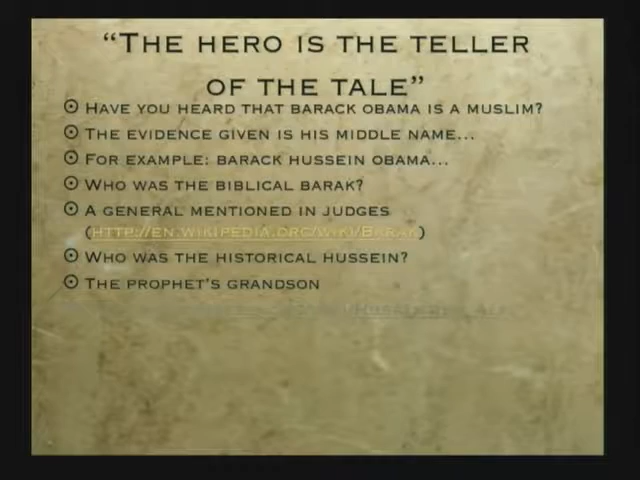 “THE HERO IS THE TELLER
OF THE TALE”
HAVE YOU HEARD THAT BARACK OBAMA IS A MUSLIM?
THE EVIDENCE GIVEN IS HIS MIDDLE NAME...
FOR EXAMPLE: BARACK HUSSEIN OBAMA...
WHO WAS THE BIBLICAL BARAK?
A GENERAL MENTIONED IN JUDGES
(HTTP://EN.WIKIPEDIA.ORG/WIKI/BARAK)
WHO WAS THE HISTORICAL HUSSEIN?
THE PROPHET’S GRANDSON